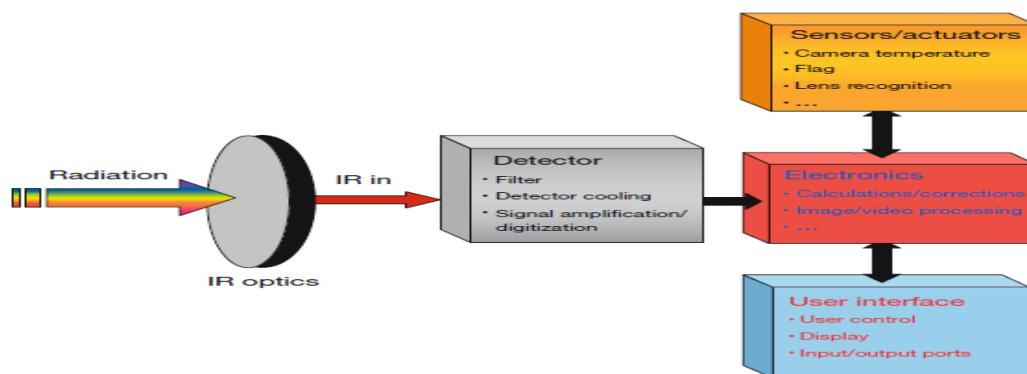 Radiation
IR optics
IR in
Detector
• Filter
• Detector cooling
• Signal amplification/
digitization
Sensors/actuators
• Camera temperature
• Flag
• Lens recognition
• ...
Electronics
• Calculations/corrections
• Image/video processing
• ...
User interface
• User control
• Display
• Input/output ports